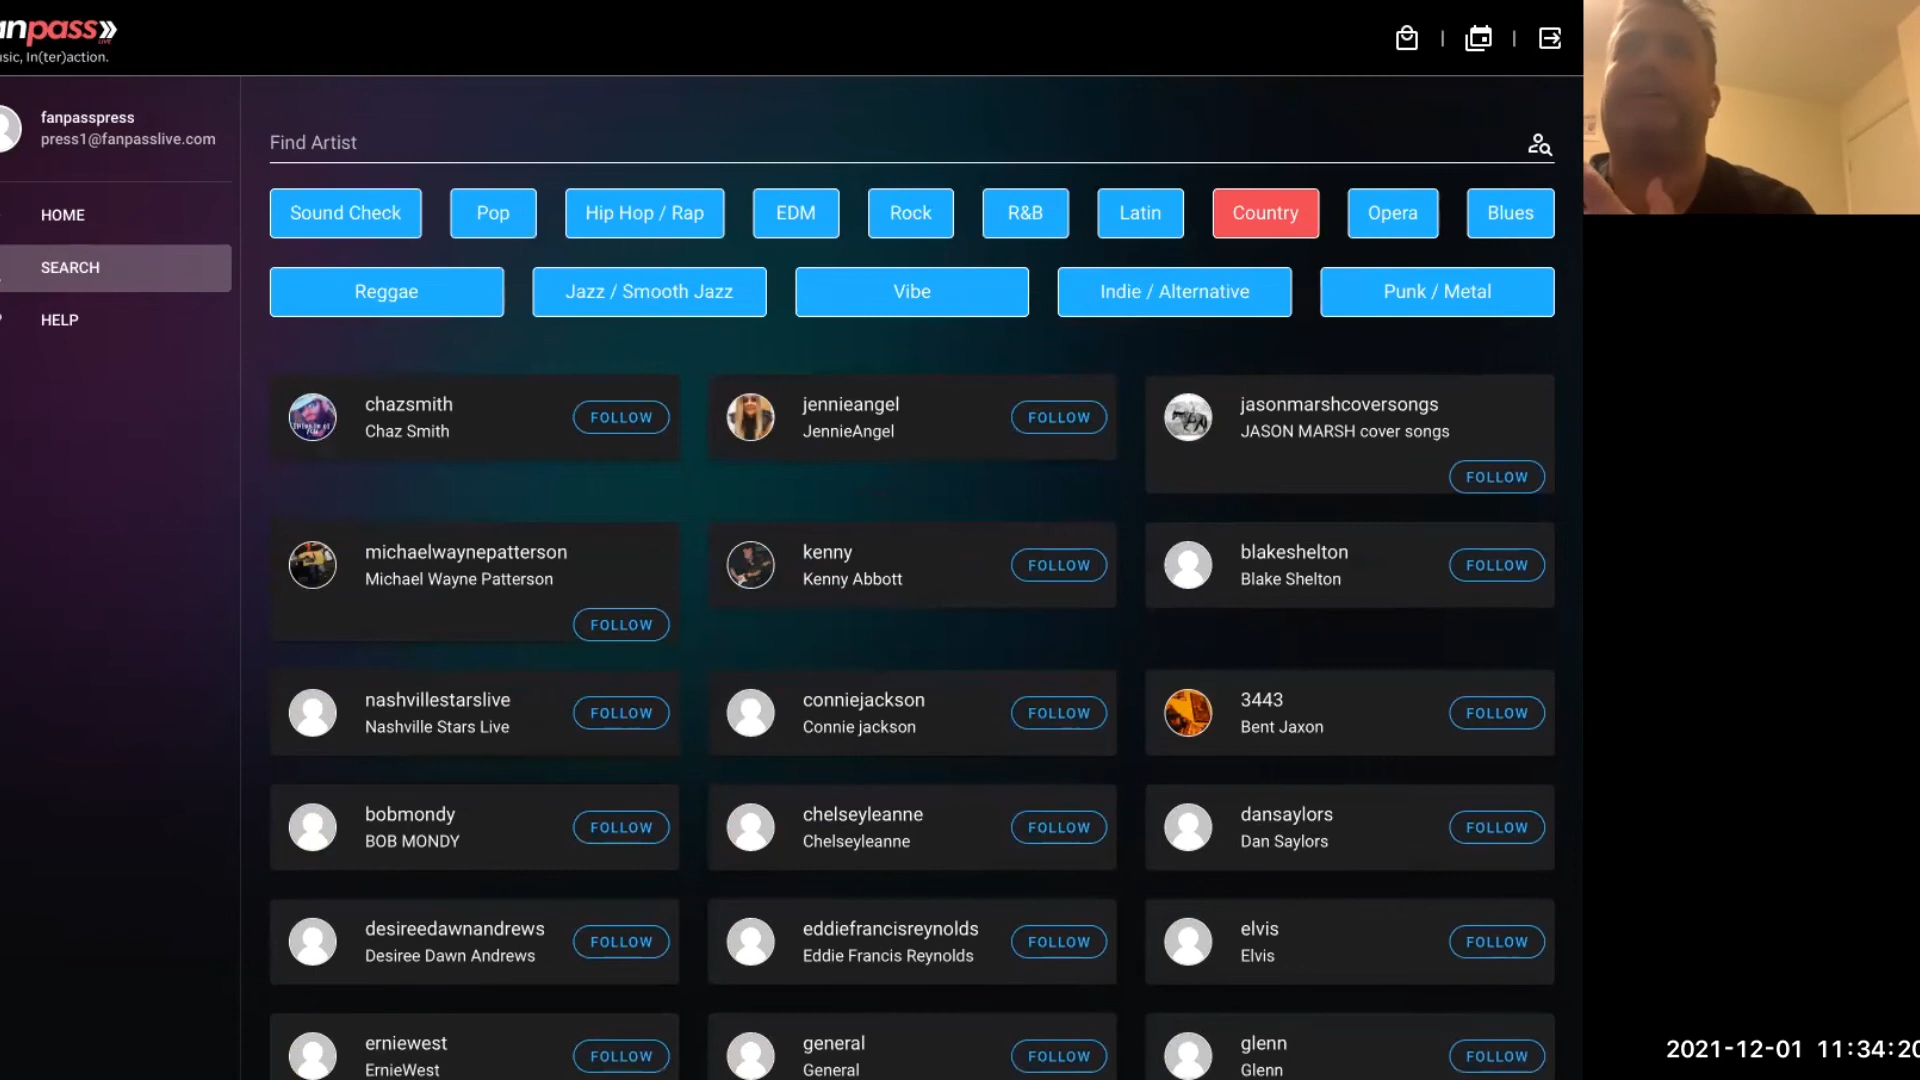 anpass
LIVE
usic, In(ter)action.
fanpasspress
press1@fanpasslive.com
HOME
SEARCH
HELP
Find Artist
Sound Check
Pop
Hip Hop / Rap
EDM
Rock
R&B
Latin
Country
Opera
Blues
Reggae
Jazz / Smooth Jazz
Vibe
Indie / Alternative
Punk / Metal
chazsmith
Chaz Smith
FOLLOW
jennieangel
JennieAngel
FOLLOW
jasonmarshcoversongs
JASON MARSH cover songs
FOLLOW
michaelwaynepatterson
Michael Wayne Patterson
FOLLOW
kenny
Kenny Abbott
FOLLOW
blakeshelton
Blake Shelton
FOLLOW
nashvillestarslive
Nashville Stars Live
FOLLOW
conniejackson
Connie jackson
FOLLOW
3443
Bent Jaxon
FOLLOW
bobmondy
BOB MONDY
FOLLOW
chelseyleanne
Chelseyleanne
FOLLOW
dansaylors
Dan Saylors
FOLLOW
desireedawnandrews
Desiree Dawn Andrews
FOLLOW
eddiefrancisreynolds
Eddie Francis Reynolds
FOLLOW
elvis
Elvis
FOLLOW
erniewest
ErnieWest
FOLLOW
general
General
FOLLOW
glenn
Glenn
FOLLOW
2021-12-01 11:34:20